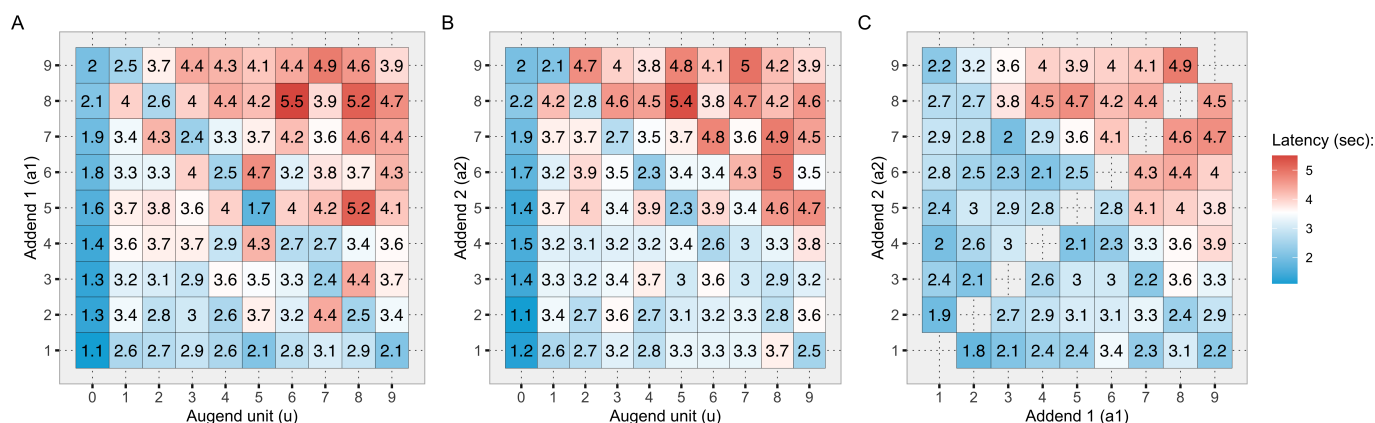 A
B
C
9 2 2.5 3.7 4.4 4.3 4.1 4.4 4.9 4.6 3.9
8 2.1 4 2.6 4 4.4 4.2 5.5 3.9 5.2 4.7
7 1.9 3.4 4.3 2.4 3.3 3.7 4.2 3.6 4.6 4.4
6 1.8 3.3 3.3 4 2.5 4.7 3.2 3.8 3.7 4.3
5 1.6 3.7 3.8 3.6 4 1.7 4 4.2 5.2 4.1
4 1.4 3.6 3.7 3.7 2.9 4.3 2.7 2.7 3.4 3.6
3 1.3 3.2 3.1 2.9 3.6 3.5 3.3 2.4 4.4 3.7
2 1.3 3.4 2.8 3 2.6 3.7 3.2 4.4 2.5 3.4
1 1.1 2.6 2.7 2.9 2.6 2.1 2.8 3.1 2.9 2.1
0 1 2 3 4 5 6 7 8 9
Addend 1 (a1)
Augend unit (u)
9 2 2.1 4.7 4 3.8 4.8 4.1 5 4.2 3.9
8 2.2 4.2 2.8 4.6 4.5 5.4 3.8 4.7 4.2 4.6
7 1.9 3.7 3.7 2.7 3.5 3.7 4.8 3.6 4.9 4.5
6 1.7 3.2 3.9 3.5 2.3 3.4 3.4 4.3 5 3.5
5 1.4 3.7 4 3.4 3.9 2.3 3.9 3.4 4.6 4.7
4 1.5 3.2 3.1 3.2 3.2 3.4 2.6 3 3.3 3.8
3 1.4 3.3 3.2 3.4 3.7 3 3.6 3 2.9 3.2
2 1.1 3.4 2.7 3.6 2.7 3.1 3.2 3.3 2.8 3.6
1 1.2 2.6 2.7 3.2 2.8 3.3 3.3 3.3 3.7 2.5
0 1 2 3 4 5 6 7 8 9
Addend 2 (a2)
Augend unit (u)
9 2.2 3.2 3.6 4 3.9 4 4.1 4.9
8 2.7 2.7 3.8 4.5 4.7 4.2 4.4 4.5
7 2.9 2.8 2 2.9 3.6 4.1 4.6 4.7
6 2.8 2.5 2.3 2.1 2.5 4.3 4.4 4
5 2.4 3 2.9 2.8 2.8 4.1 4 3.8
4 2 2.6 3 2.1 2.3 3.3 3.6 3.9
3 2.4 2.1 2.6 3 3 2.2 3.6 3.3
2 1.9 2.7 2.9 3.1 3.1 3.3 2.4 2.9
1 1.8 2.1 2.4 2.4 3.4 2.3 3.1 2.2
1 2 3 4 5 6 7 8 9
Addend 2 (a2)
Addend 1 (a1)
Latency (sec):
5
4
3
2